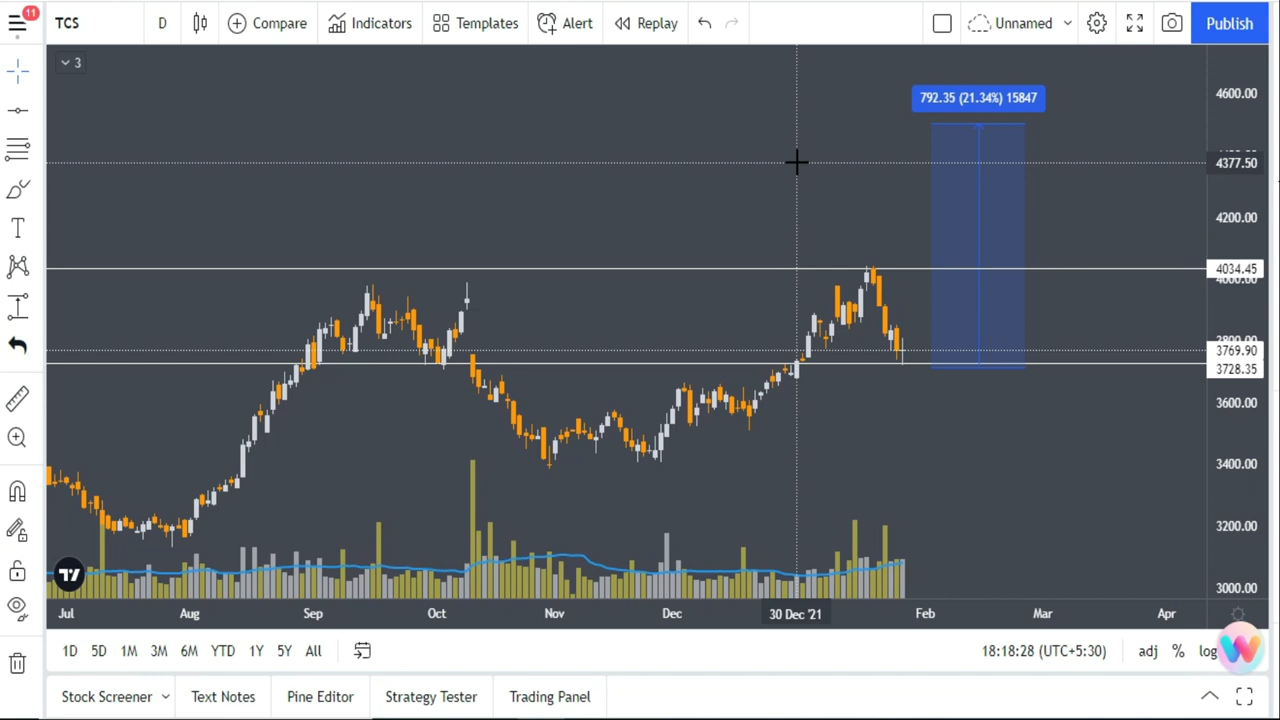 11
TCS D Compare Indicators Templates Alert Replay Unnamed Publish
3
4600.00
792.35 (21.34%) 15847
4377.50
4200.00
4034.45
3769.90
3728.35
3600.00
3400.00
3200.00
3000.00
Jul Aug Sep Oct Nov Dec 30 Dec '21 Feb Mar Apr
1D 5D 1M 3M 6M YTD 1Y 5Y All 18:18:28 (UTC+5:30) adj % log
Stock Screener Text Notes Pine Editor Strategy Tester Trading Panel